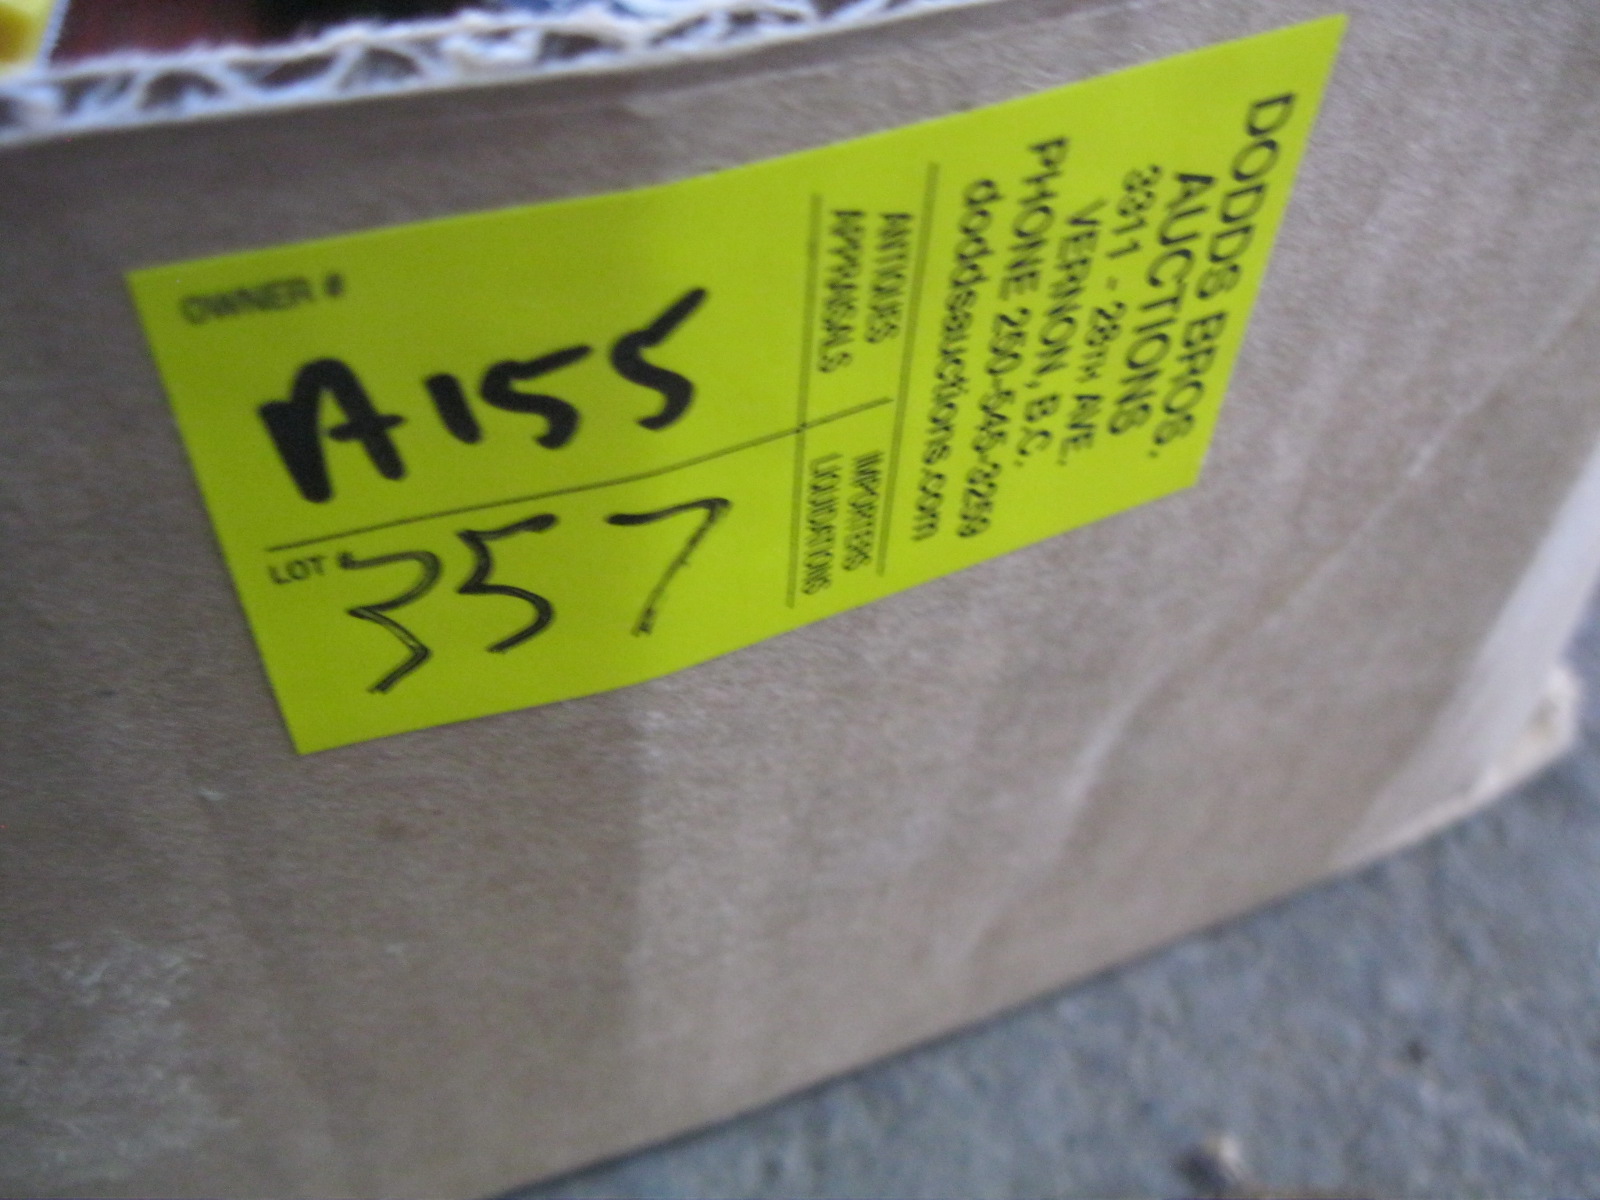 DODDS BROS.
AUCTIONS
3311 - 28TH AVE.
VERNON, B.C.
PHONE 250-545-3259
doddsauctions.com
ANTIQUES
APPRAISALS
IMPORTERS
LIQUIDATIONS
OWNER #
A155
LOT #
357